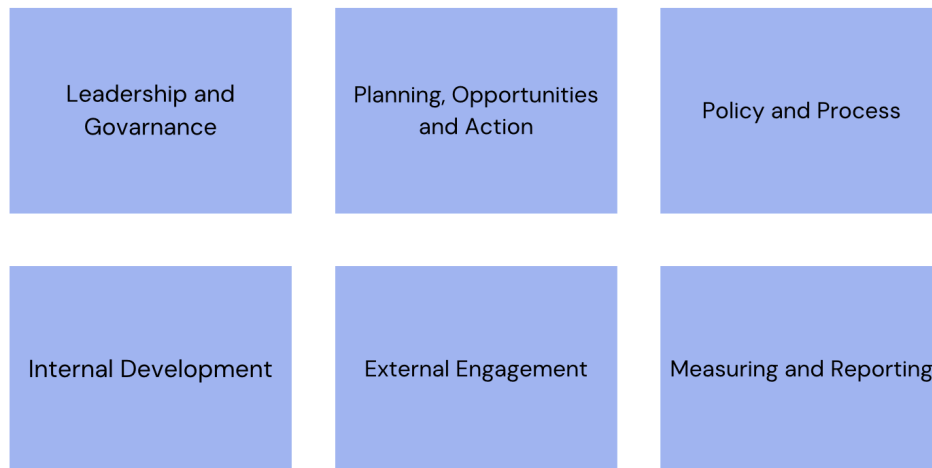 Leadership and
Govarnance
Planning, Opportunities
and Action
Policy and Process
Internal Development
External Engagement
Measuring and Reporting